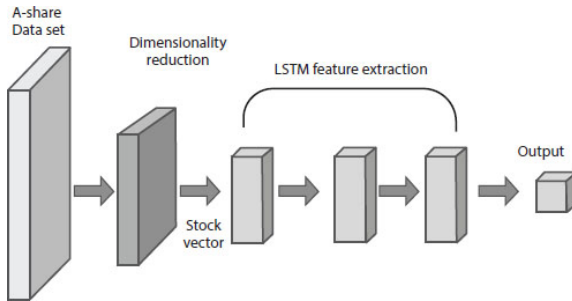 A-share
Data set
Dimensionality
reduction
LSTM feature extraction
Stock
vector
Output